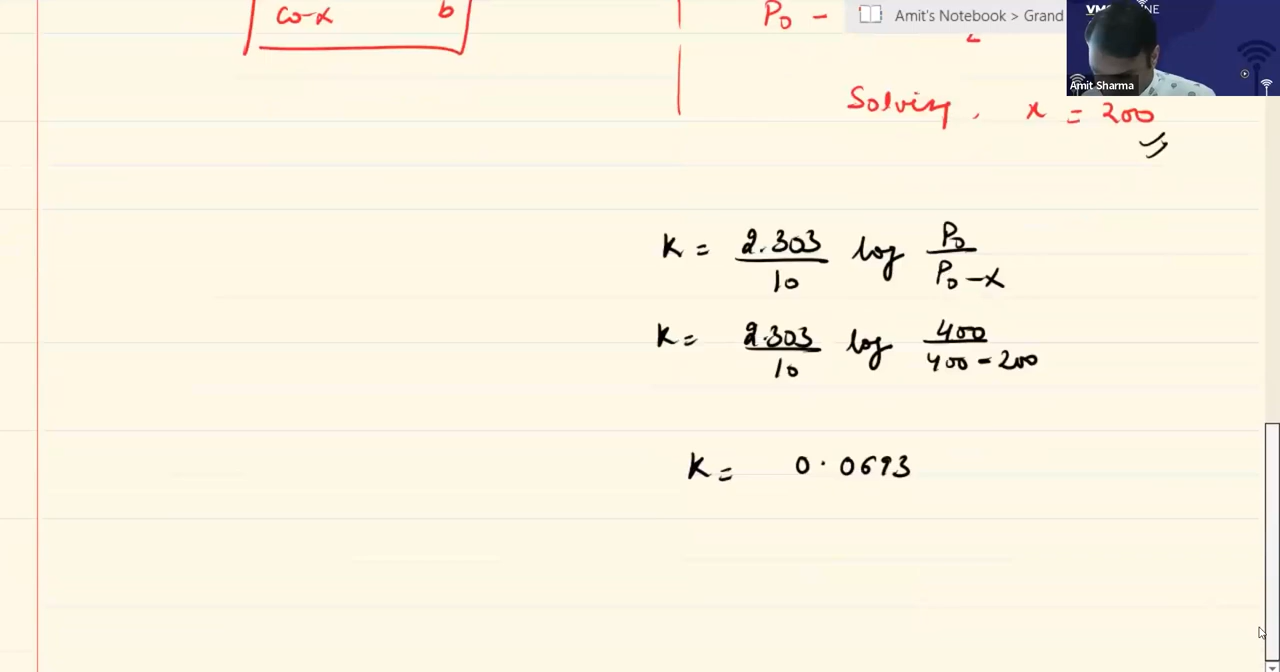 co-x b
P₀ -
Amit's Notebook > Grand
Amit Sharma
Solving, x = 200
K = 2.303/10 log P₀/P₀-x
K = 2.303/10 log 400/400-200
K = 0.0693